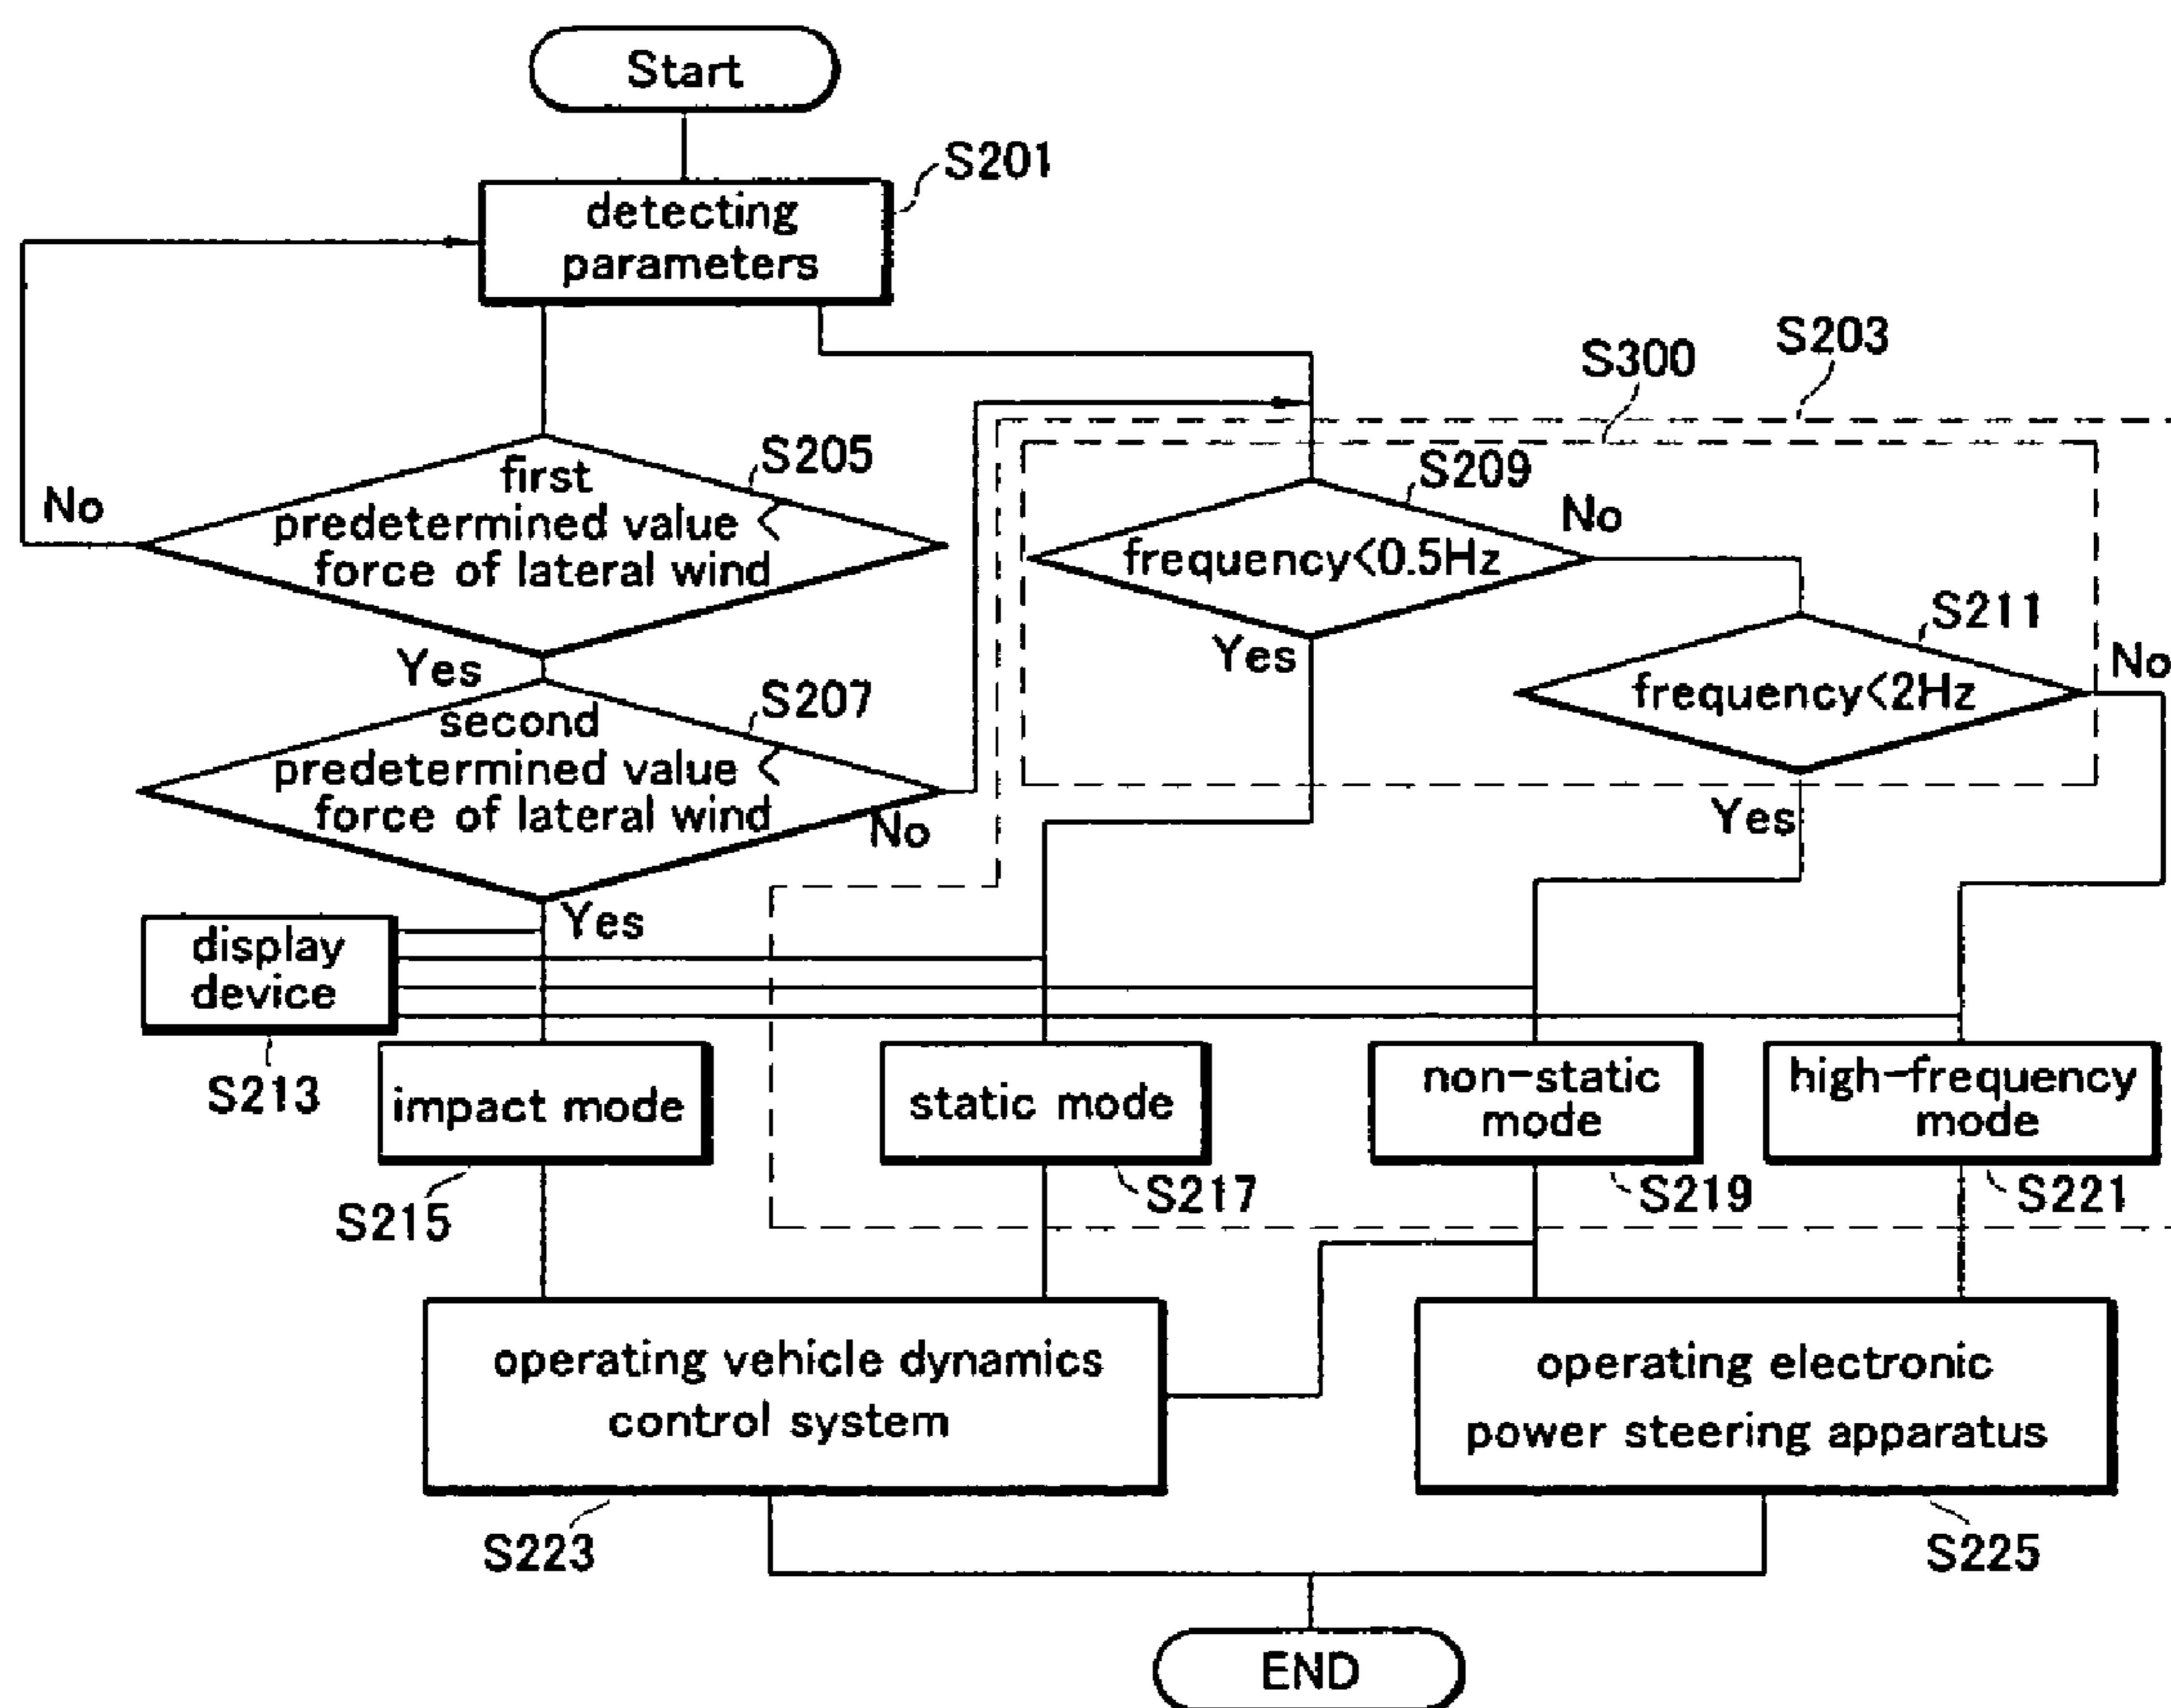 Start
S201
detecting
parameters
S203
S300
S205
first
predetermined value <
force of lateral wind
No
Yes
S209
No
frequency<0.5Hz
Yes
S211
No
frequency<2Hz
Yes
S207
second
predetermined value <
force of lateral wind
No
Yes
display
device
S213
impact mode
S215
static mode
S217
non-static
mode
S219
high-frequency
mode
S221
operating vehicle dynamics
control system
S223
operating electronic
power steering apparatus
S225
END